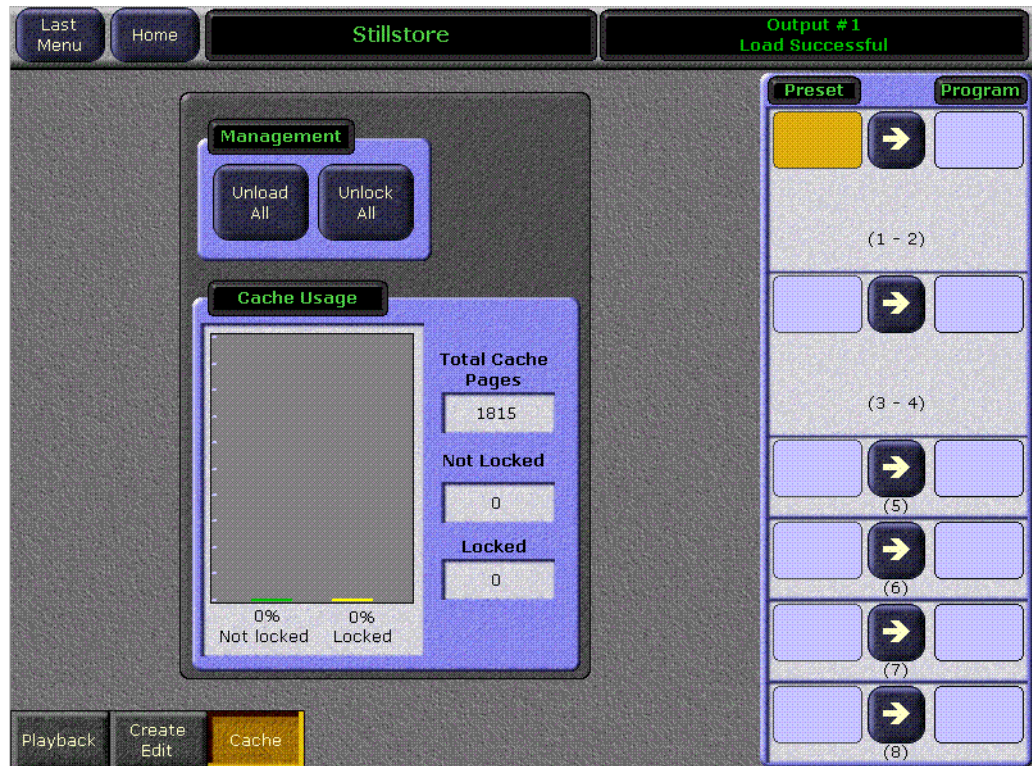 Last
Menu
Home
Stillstore
Output #1
Load Successful
Management
Unload
All
Unlock
All
Cache Usage
Total Cache
Pages
1815
Not Locked
0
Locked
0
0%
Not locked
0%
Locked
Preset
Program
(1 - 2)
(3 - 4)
(5)
(6)
(7)
(8)
Playback
Create
Edit
Cache